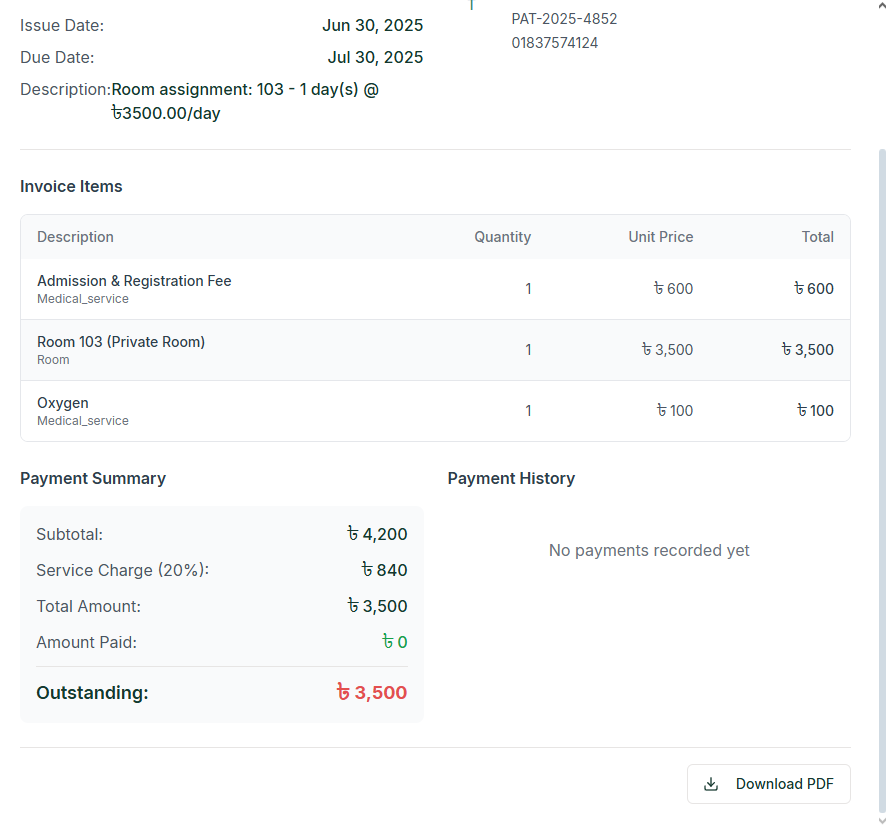 Issue Date: Jun 30, 2025
Due Date: Jul 30, 2025
Description: Room assignment: 103 - 1 day(s) @
৳3500.00/day
PAT-2025-4852
01837574124
Invoice Items
Description Quantity Unit Price Total
Admission & Registration Fee 1 ৳ 600 ৳ 600
Medical_service
Room 103 (Private Room) 1 ৳ 3,500 ৳ 3,500
Room
Oxygen 1 ৳ 100 ৳ 100
Medical_service
Payment Summary
Subtotal: ৳ 4,200
Service Charge (20%): ৳ 840
Total Amount: ৳ 3,500
Amount Paid: ৳ 0
Outstanding: ৳ 3,500
Payment History
No payments recorded yet
Download PDF